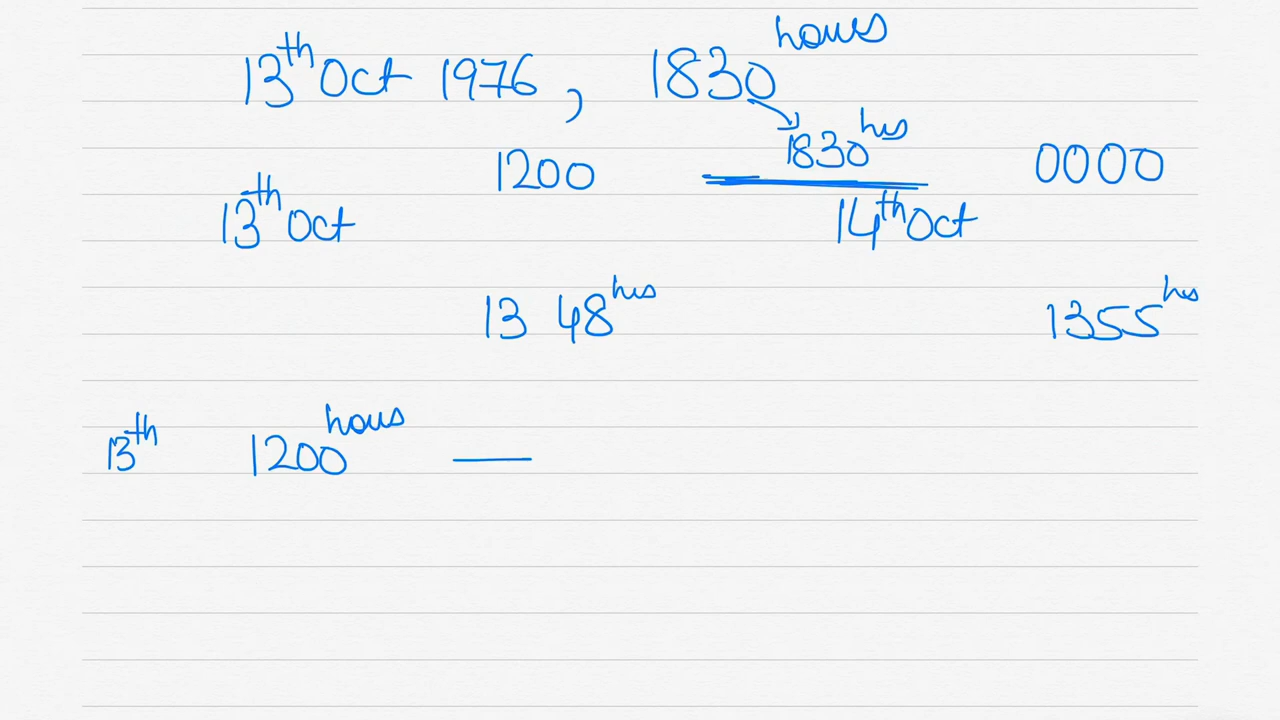 13th Oct 1976, 1830 hours
1200 1830 hrs 0000
13th Oct 14th Oct
13 48 hrs 1355 hrs
13th 1200 hours —